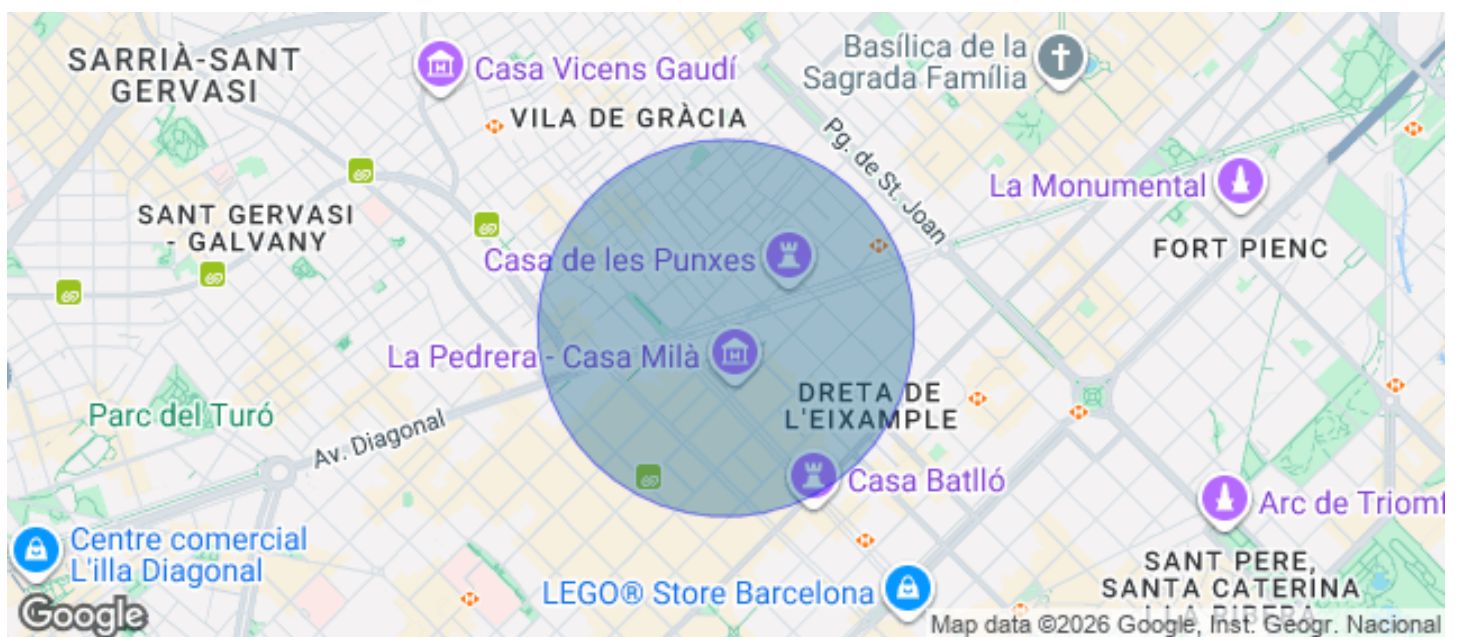 SARRIÀ-SANT
GERVASI
Casa Vicens Gaudí
Basílica de la
Sagrada Família
VILA DE GRÀCIA
Pg. de St. Joan
La Monumental
SANT GERVASI
- GALVANY
FORT PIENC
Casa de les Punxes
La Pedrera - Casa Milà
DRETA DE
L'EIXAMPLE
Parc del Turó
Av. Diagonal
Casa Batlló
Arc de Triomf
Centre comercial
L'illa Diagonal
SANT PERE,
SANTA CATERINA
I LA RIBERA
LEGO® Store Barcelona
Google
Map data ©2026 Google, Inst. Geogr. Nacional